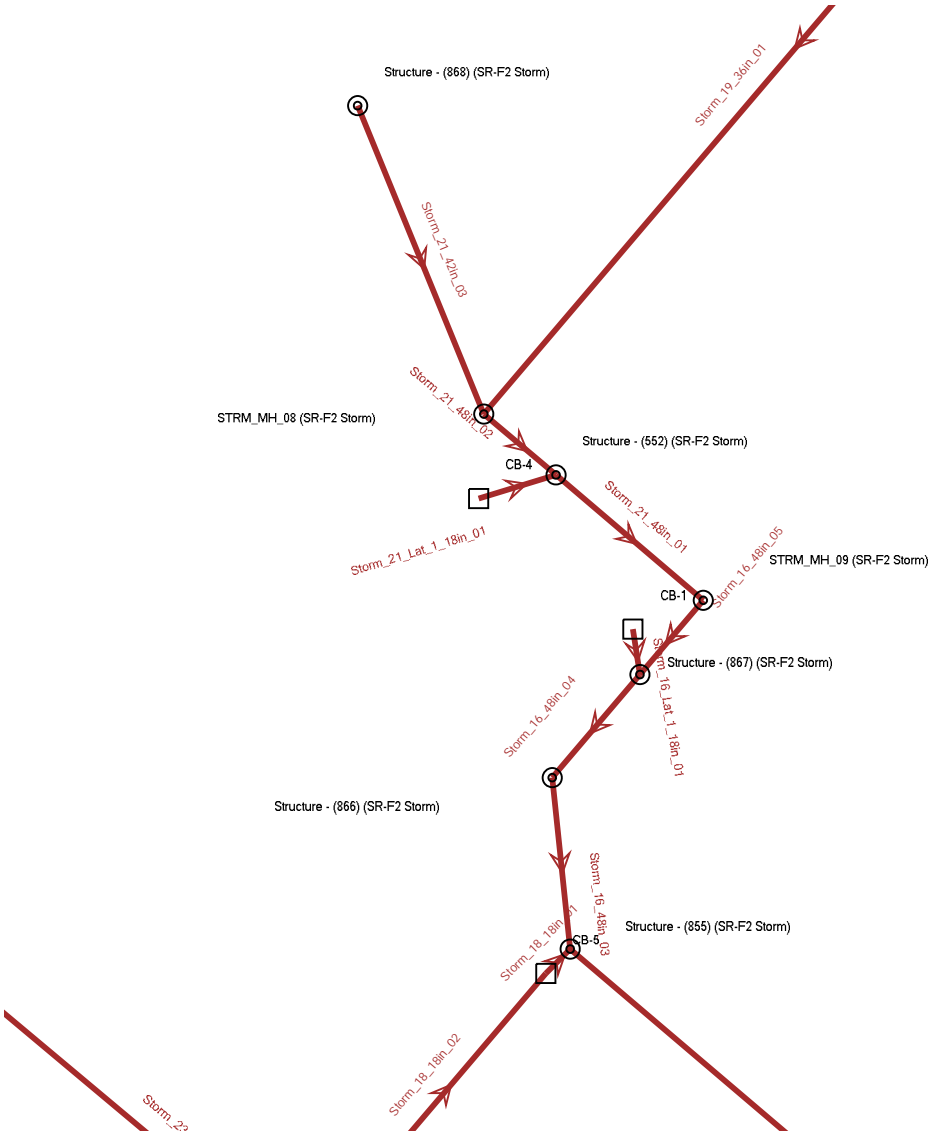 Structure - (868) (SR-F2 Storm)
Storm_19_36in_01
Storm_21_42in_03
Storm_21_48in_02
STRM_MH_08 (SR-F2 Storm)
Structure - (552) (SR-F2 Storm)
CB-4
Storm_21_48in_01
Storm_21_Lat_1_18in_01
Storm_16_48in_05
STRM_MH_09 (SR-F2 Storm)
CB-1
Structure - (867) (SR-F2 Storm)
Storm_16_Lat_1_18in_01
Storm_16_48in_04
Structure - (866) (SR-F2 Storm)
Storm_16_48in_03
Storm_18_18in_01
Structure - (855) (SR-F2 Storm)
CB-5
Storm_18_18in_02